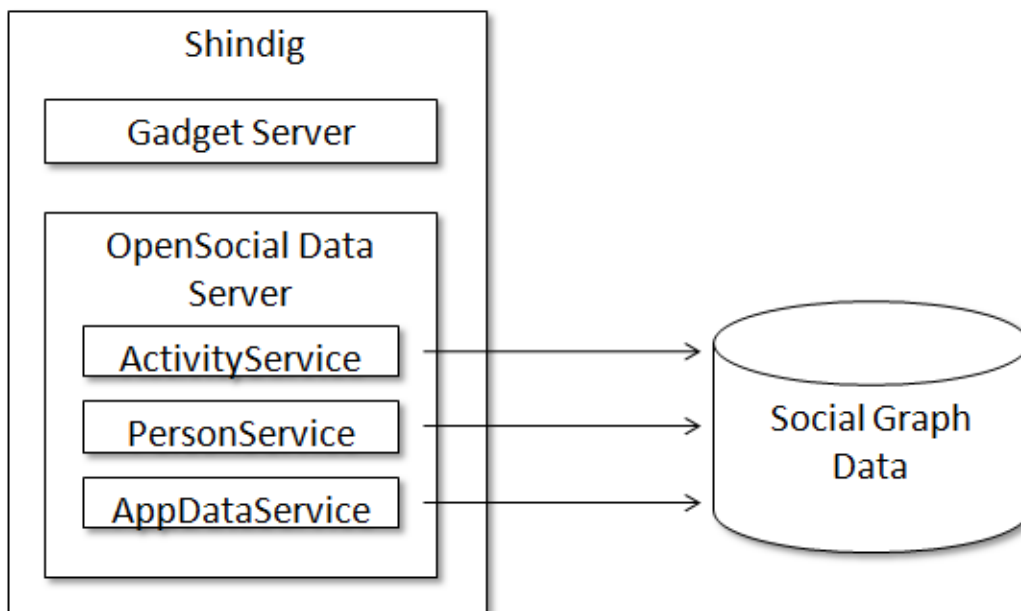 Shindig
Gadget Server
OpenSocial Data
Server
ActivityService
PersonService
AppDataService
Social Graph
Data